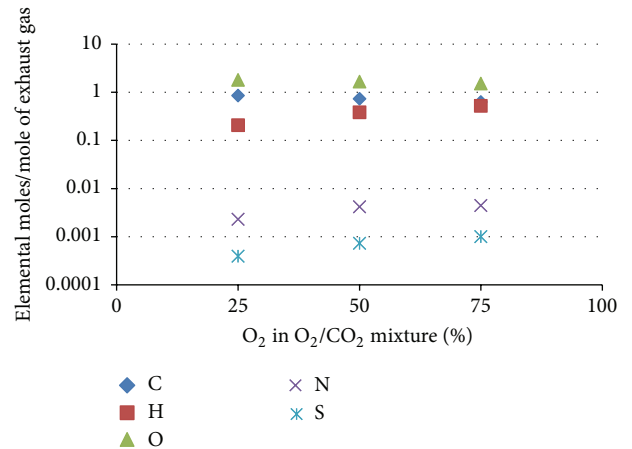 Elemental moles/mole of exhaust gas
10
1
0.1
0.01
0.001
0.0001
0 25 50 75 100
O₂ in O₂/CO₂ mixture (%)
C N
H S
O